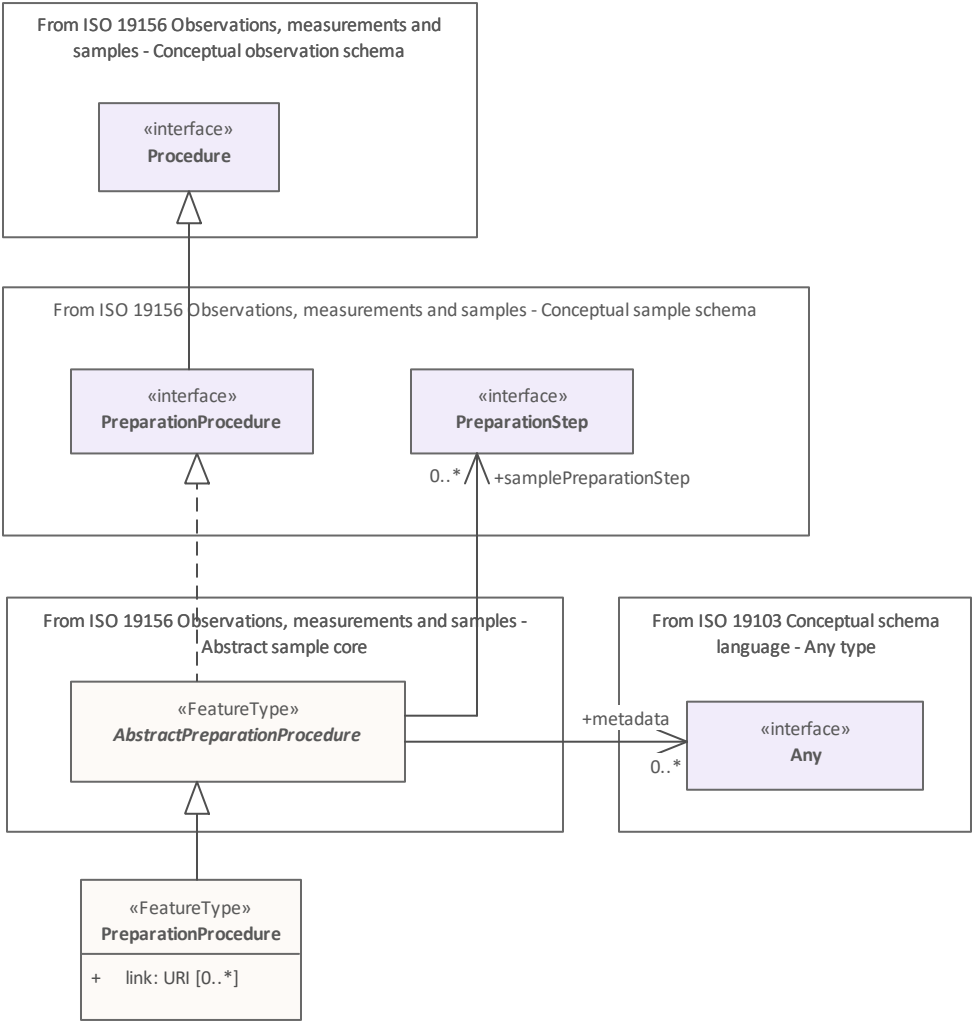 From ISO 19156 Observations, measurements and
samples - Conceptual observation schema
«interface»
Procedure
From ISO 19156 Observations, measurements and samples - Conceptual sample schema
«interface»
PreparationProcedure
«interface»
PreparationStep
0..*
+samplePreparationStep
From ISO 19156 Observations, measurements and samples -
Abstract sample core
«FeatureType»
AbstractPreparationProcedure
From ISO 19103 Conceptual schema
language - Any type
+metadata
0..*
«interface»
Any
«FeatureType»
PreparationProcedure
+ link: URI [0..*]